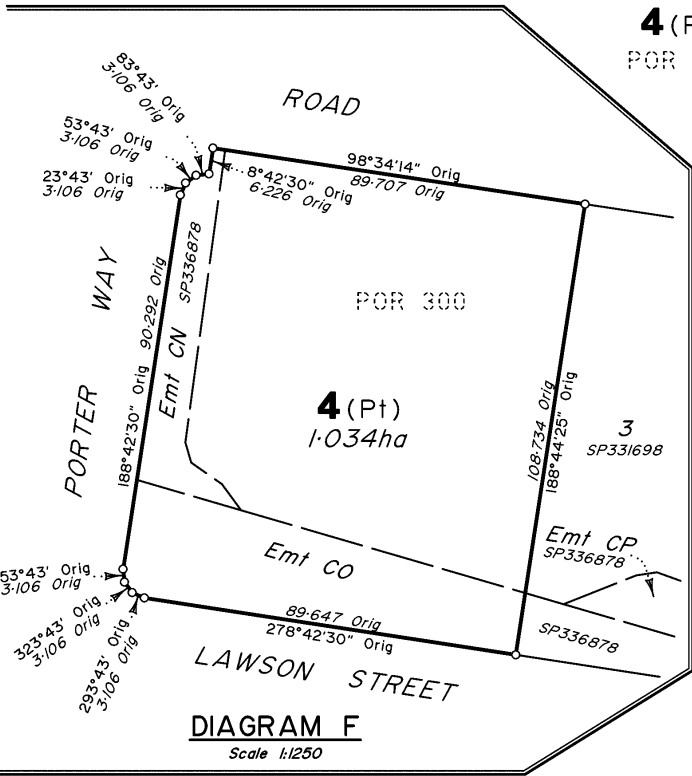 4 (P
POR
ROAD
83°43' Orig
3·106 Orig
53°43' Orig
3·106 Orig
23°43' Orig
3·106 Orig
8°42'30" Orig
6·226 Orig
98°34'14" Orig
89·707 Orig
PORTER WAY
188°42'30" Orig 90·292 Orig
Emt CN SP336878
POR 300
4 (Pt)
1·034ha
108·734 Orig
188°44'25" Orig
3
SP331698
Emt CP
SP336878
Emt CO
SP336878
53°43' Orig
3·106 Orig
323°43' Orig
3·106 Orig
293°43' Orig
3·106 Orig
89·647 Orig
278°42'30" Orig
LAWSON STREET
DIAGRAM F
Scale 1:1250